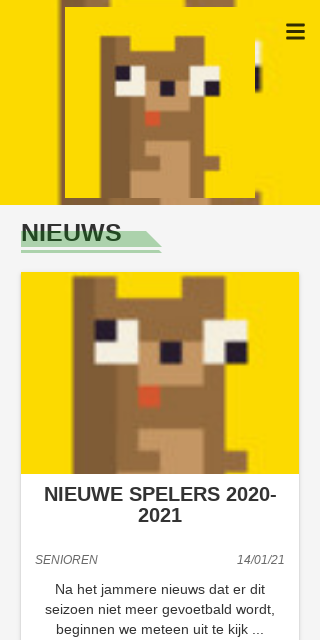 NIEUWS
NIEUWE SPELERS 2020-
2021
SENIOREN 14/01/21
Na het jammere nieuws dat er dit
seizoen niet meer gevoetbald wordt,
beginnen we meteen uit te kijk ...